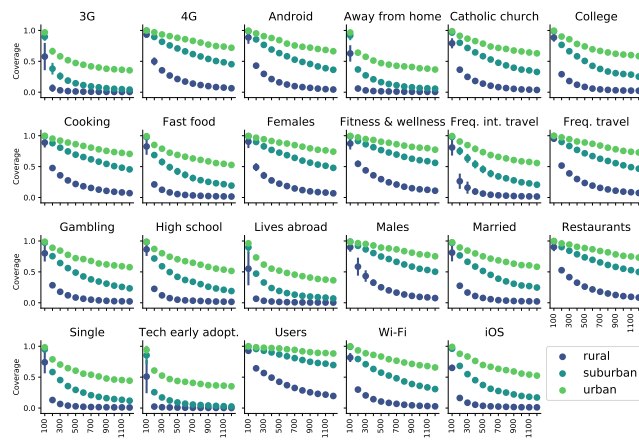 3G 4G Android Away from home Catholic church College
1.0
0.5
0.0
Coverage
Cooking Fast food Females Fitness & wellness Freq. int. travel Freq. travel
1.0
0.5
0.0
Coverage
Gambling High school Lives abroad Males Married Restaurants
1.0
0.5
0.0
Coverage
100 300 500 700 900 1100
Single Tech early adopt. Users Wi-Fi iOS
1.0
0.5
0.0
Coverage
rural
suburban
urban
100 300 500 700 900 1100 100 300 500 700 900 1100 100 300 500 700 900 1100 100 300 500 700 900 1100 100 300 500 700 900 1100